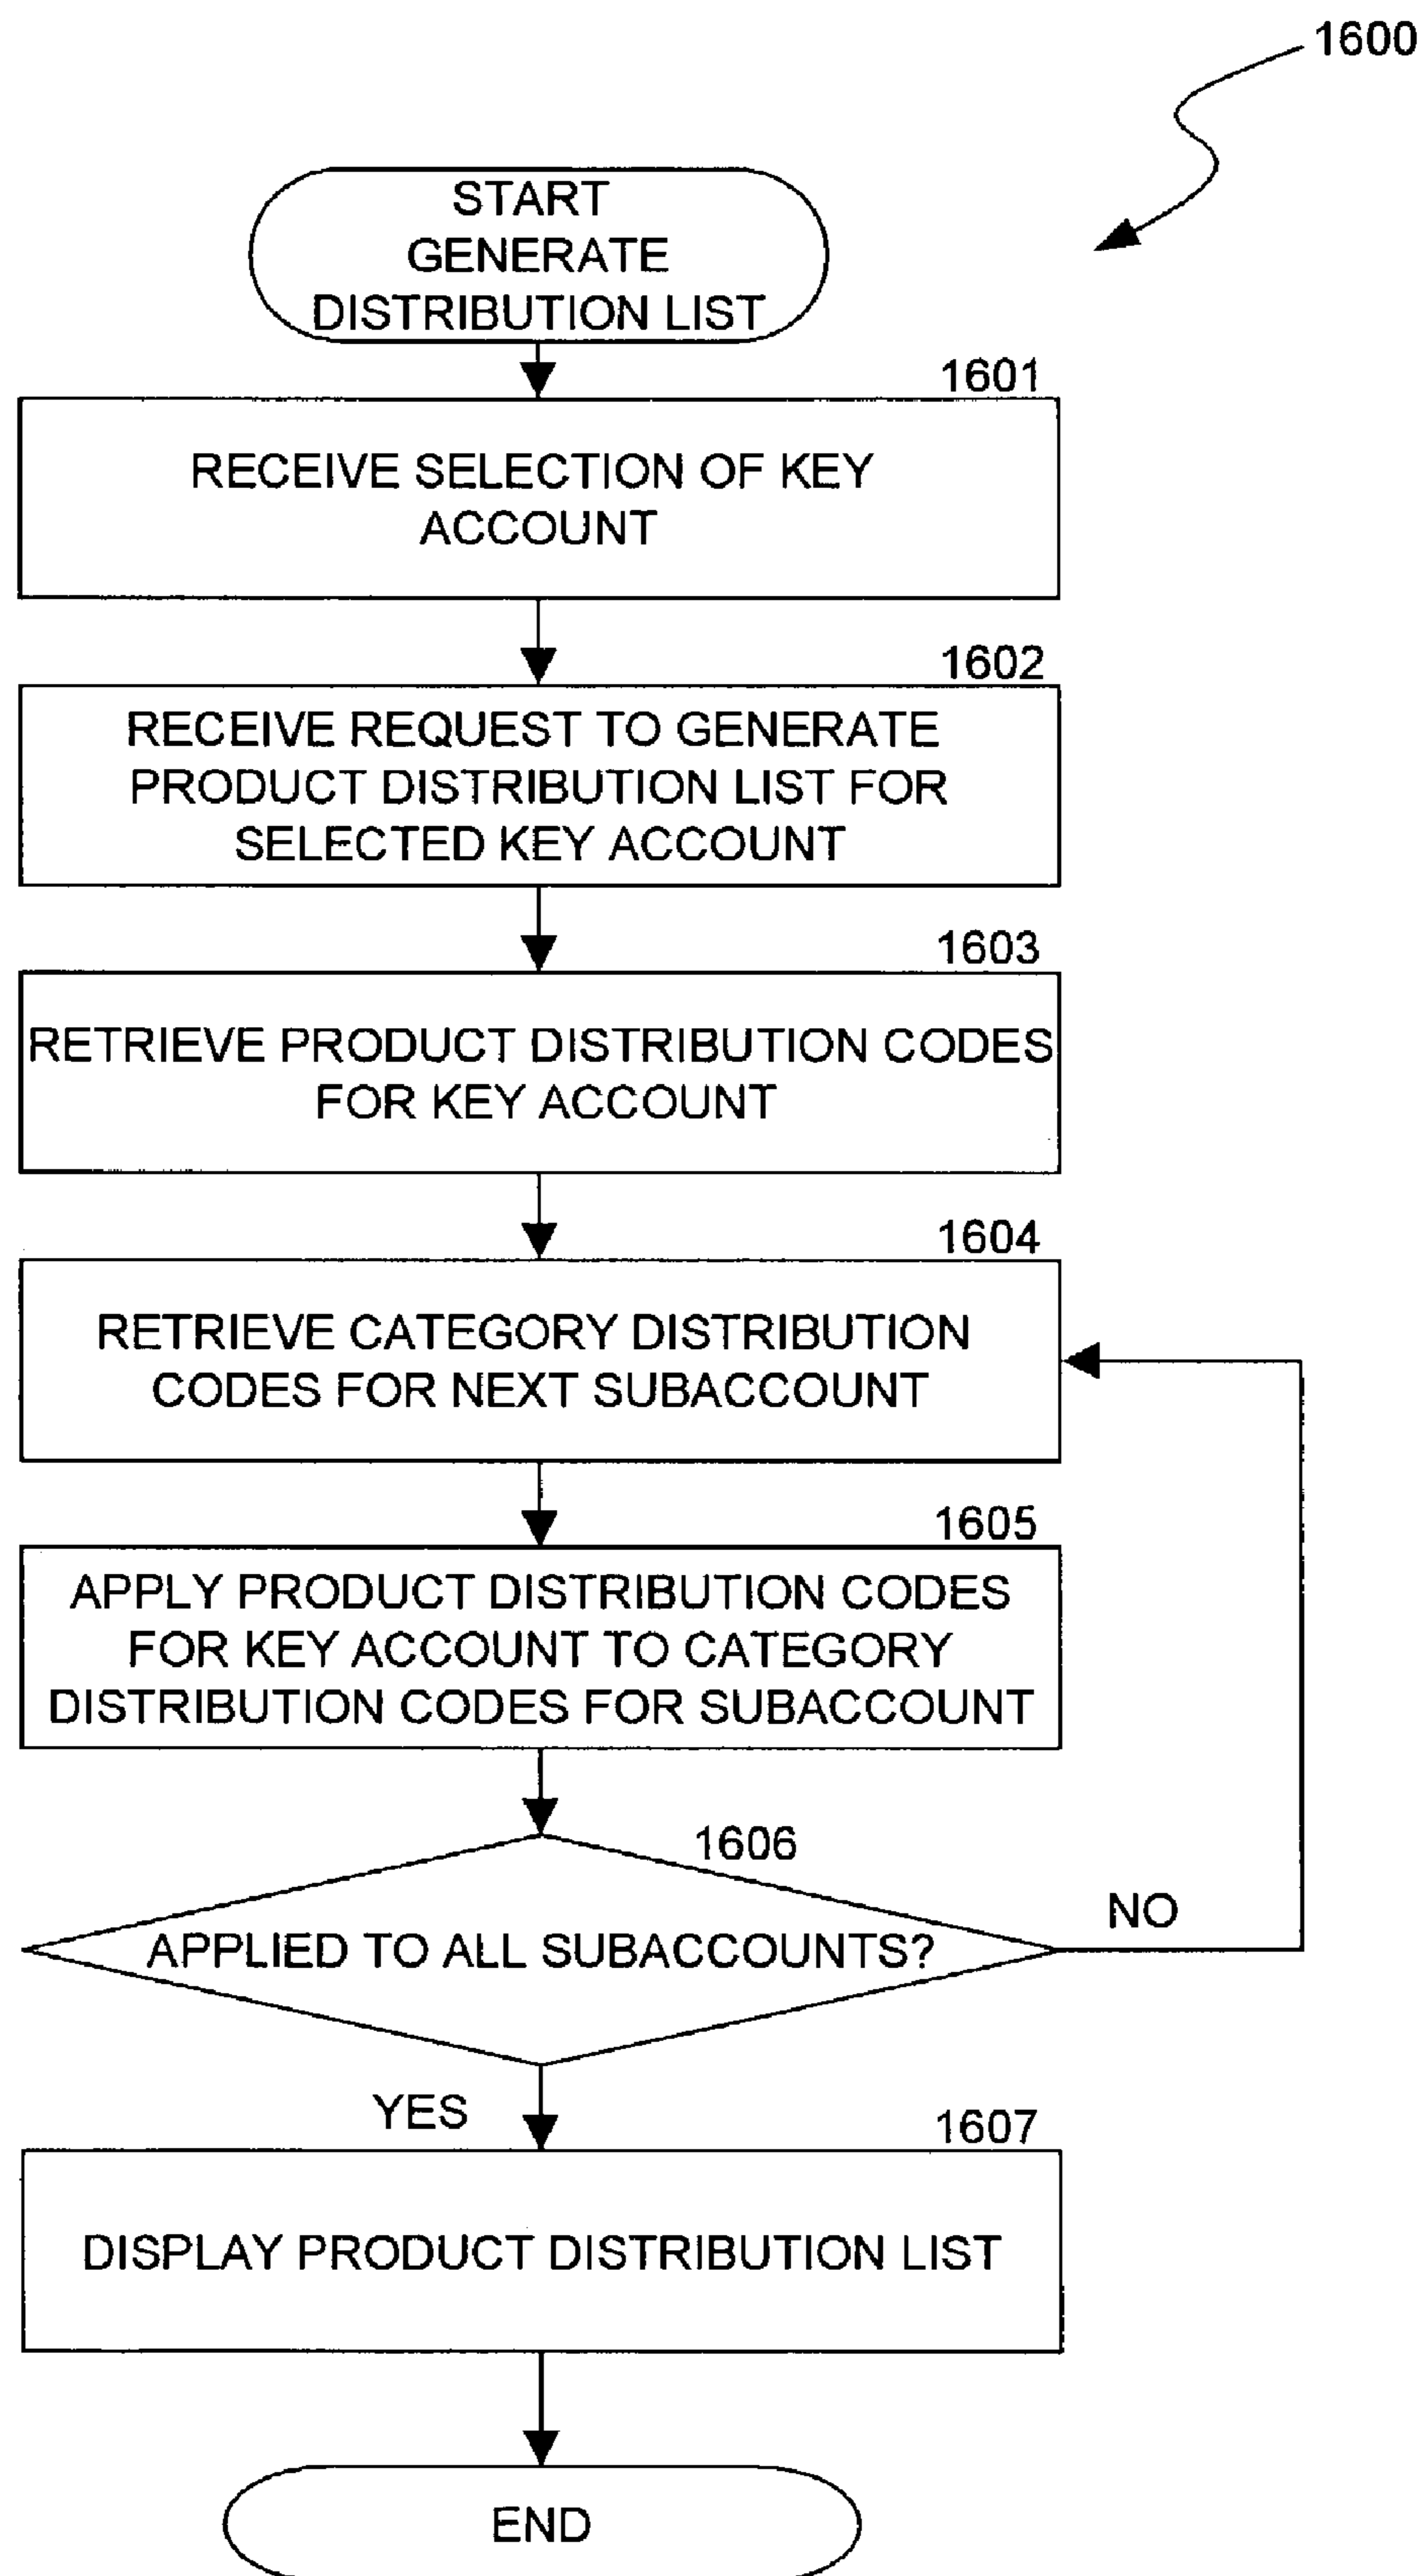 1600
START
GENERATE
DISTRIBUTION LIST
1601
RECEIVE SELECTION OF KEY
ACCOUNT
1602
RECEIVE REQUEST TO GENERATE
PRODUCT DISTRIBUTION LIST FOR
SELECTED KEY ACCOUNT
1603
RETRIEVE PRODUCT DISTRIBUTION CODES
FOR KEY ACCOUNT
1604
RETRIEVE CATEGORY DISTRIBUTION
CODES FOR NEXT SUBACCOUNT
1605
APPLY PRODUCT DISTRIBUTION CODES
FOR KEY ACCOUNT TO CATEGORY
DISTRIBUTION CODES FOR SUBACCOUNT
1606
APPLIED TO ALL SUBACCOUNTS?
NO
YES
1607
DISPLAY PRODUCT DISTRIBUTION LIST
END